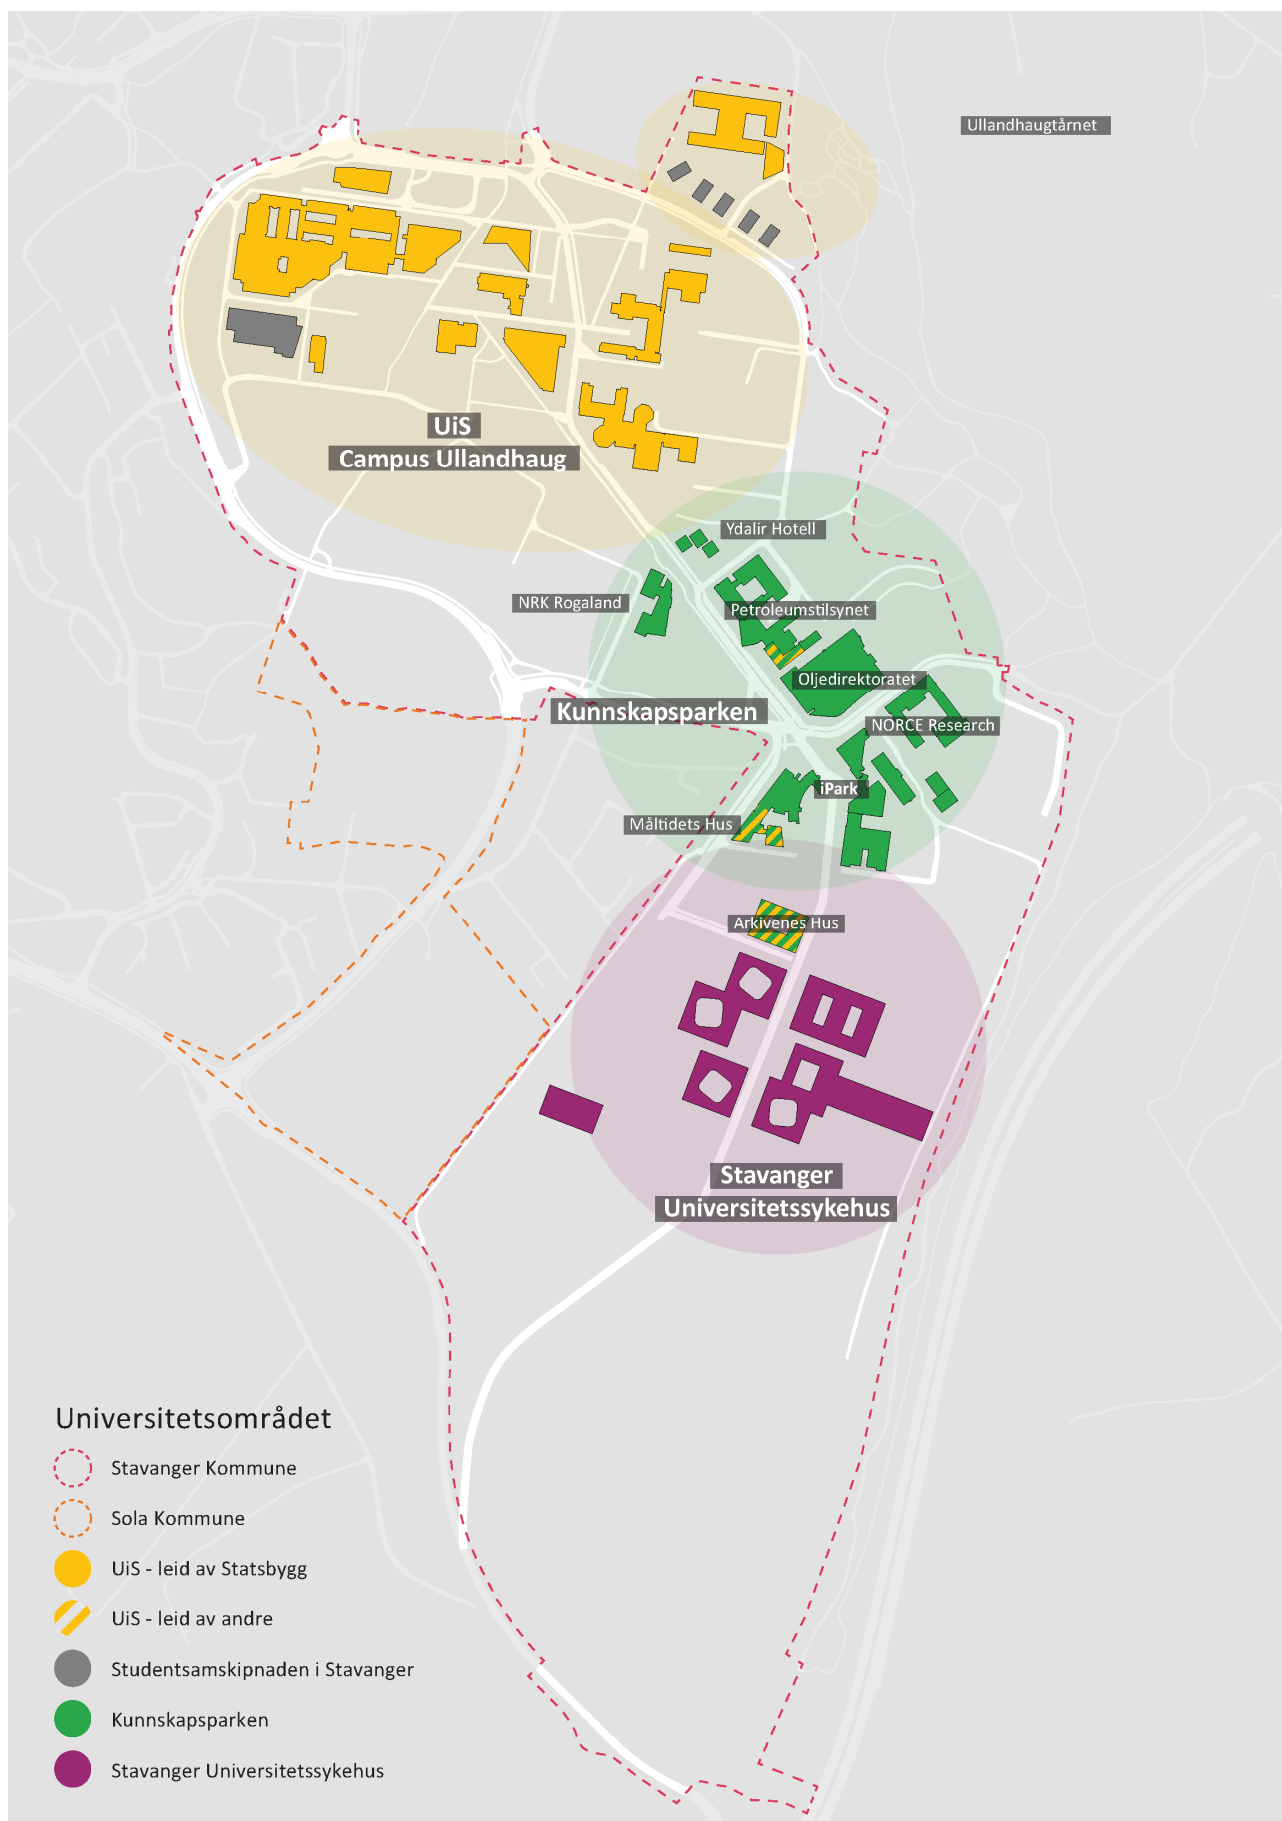 Ullandhaugtårnet
UiS
Campus Ullandhaug
Ydalir Hotell
NRK Rogaland
Petroleumstilsynet
Oljedirektoratet
Kunnskapsparken
NORCE Research
iPark
Måltidets Hus
Arkivenes Hus
Stavanger
Universitetssykehus
Universitetsområdet
Stavanger Kommune
Sola Kommune
UiS - leid av Statsbygg
UiS - leid av andre
Studentsamskipnaden i Stavanger
Kunnskapsparken
Stavanger Universitetssykehus